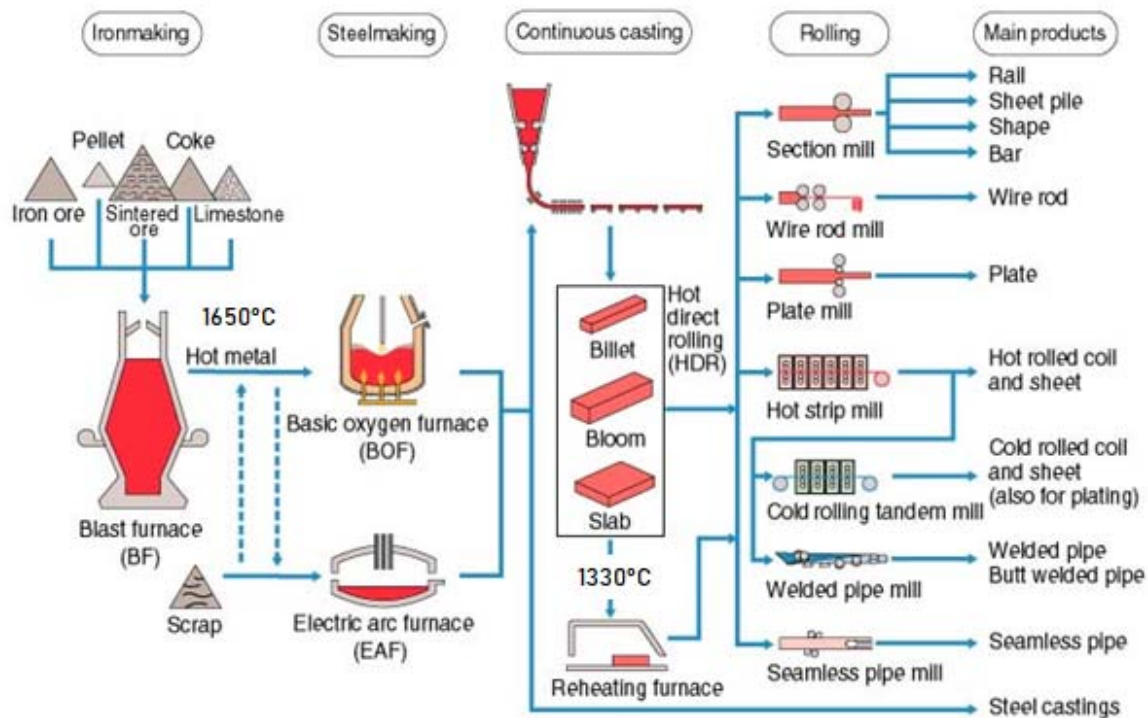 Ironmaking
Steelmaking
Continuous casting
Rolling
Main products
Pellet
Coke
Iron ore
Sintered
ore
Limestone
1650°C
Hot metal
Blast furnace
(BF)
Scrap
Basic oxygen furnace
(BOF)
Electric arc furnace
(EAF)
Billet
Bloom
Slab
Hot
direct
rolling
(HDR)
1330°C
Reheating furnace
Section mill
Wire rod mill
Plate mill
Hot strip mill
Cold rolling tandem mill
Welded pipe mill
Seamless pipe mill
Rail
Sheet pile
Shape
Bar
Wire rod
Plate
Hot rolled coil
and sheet
Cold rolled coil
and sheet
(also for plating)
Welded pipe
Butt welded pipe
Seamless pipe
Steel castings